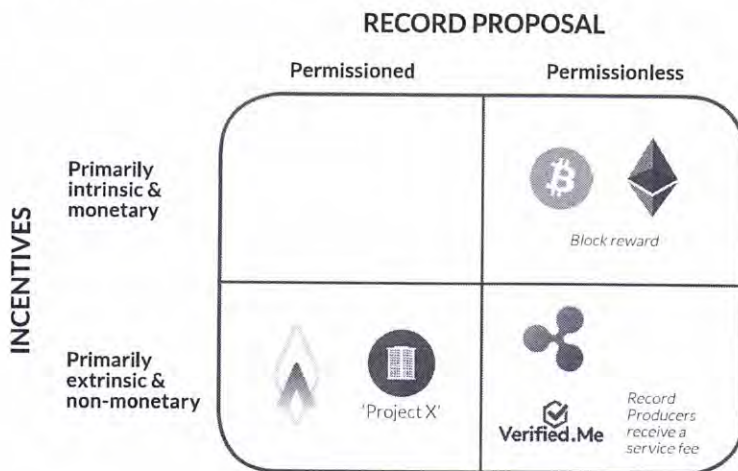 RECORD PROPOSAL
Permissioned
Permissionless
INCENTIVES
Primarily
intrinsic &
monetary
Block reward
Primarily
extrinsic &
non-monetary
'Project X'
Verified.Me
Record
Producers
receive a
service fee